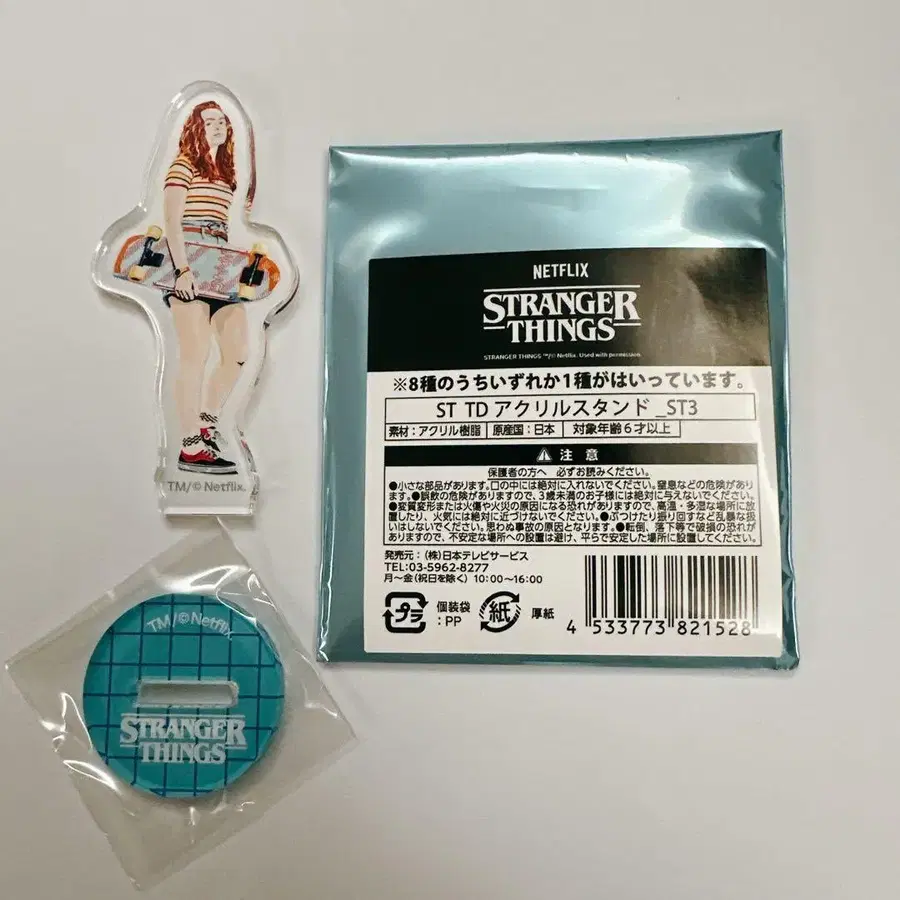 TM/© Netflix.
NETFLIX
STRANGER
THINGS
STRANGER THINGS ™/© Netflix. Used with permission.
※8種のうちいずれか1種がはいっています。
ST TD アクリルスタンド _ST3
素材：アクリル樹脂 原産国：日本 対象年齢６才以上
注 意
保護者の方へ 必ずお読みください。
●小さな部品があります。口の中には絶対に入れないでください。窒息などの危険があり
ます。●誤飲の危険がありますので、3歳未満のお子様には絶対に与えないでください。
●変質変形または火傷や火災の原因になる恐れがありますので、高温・多湿な場所に放
置したり、火気には絶対に近づけないでください。●ぶつけたり振り回すなど乱暴な扱
いはしないでください。思わぬ事故の原因となります。●転倒、落下等で破損の恐れが
ありますので、不安定な場所への設置は避け、平らで安定した場所に設置してください。
発売元：(株)日本テレビサービス
TEL:03-5962-8277
月〜金(祝日を除く) 10:00〜16:00
プラ
個装袋
：PP
紙
厚紙
4 533773 821528
TM/© Netflix
STRANGER
THINGS